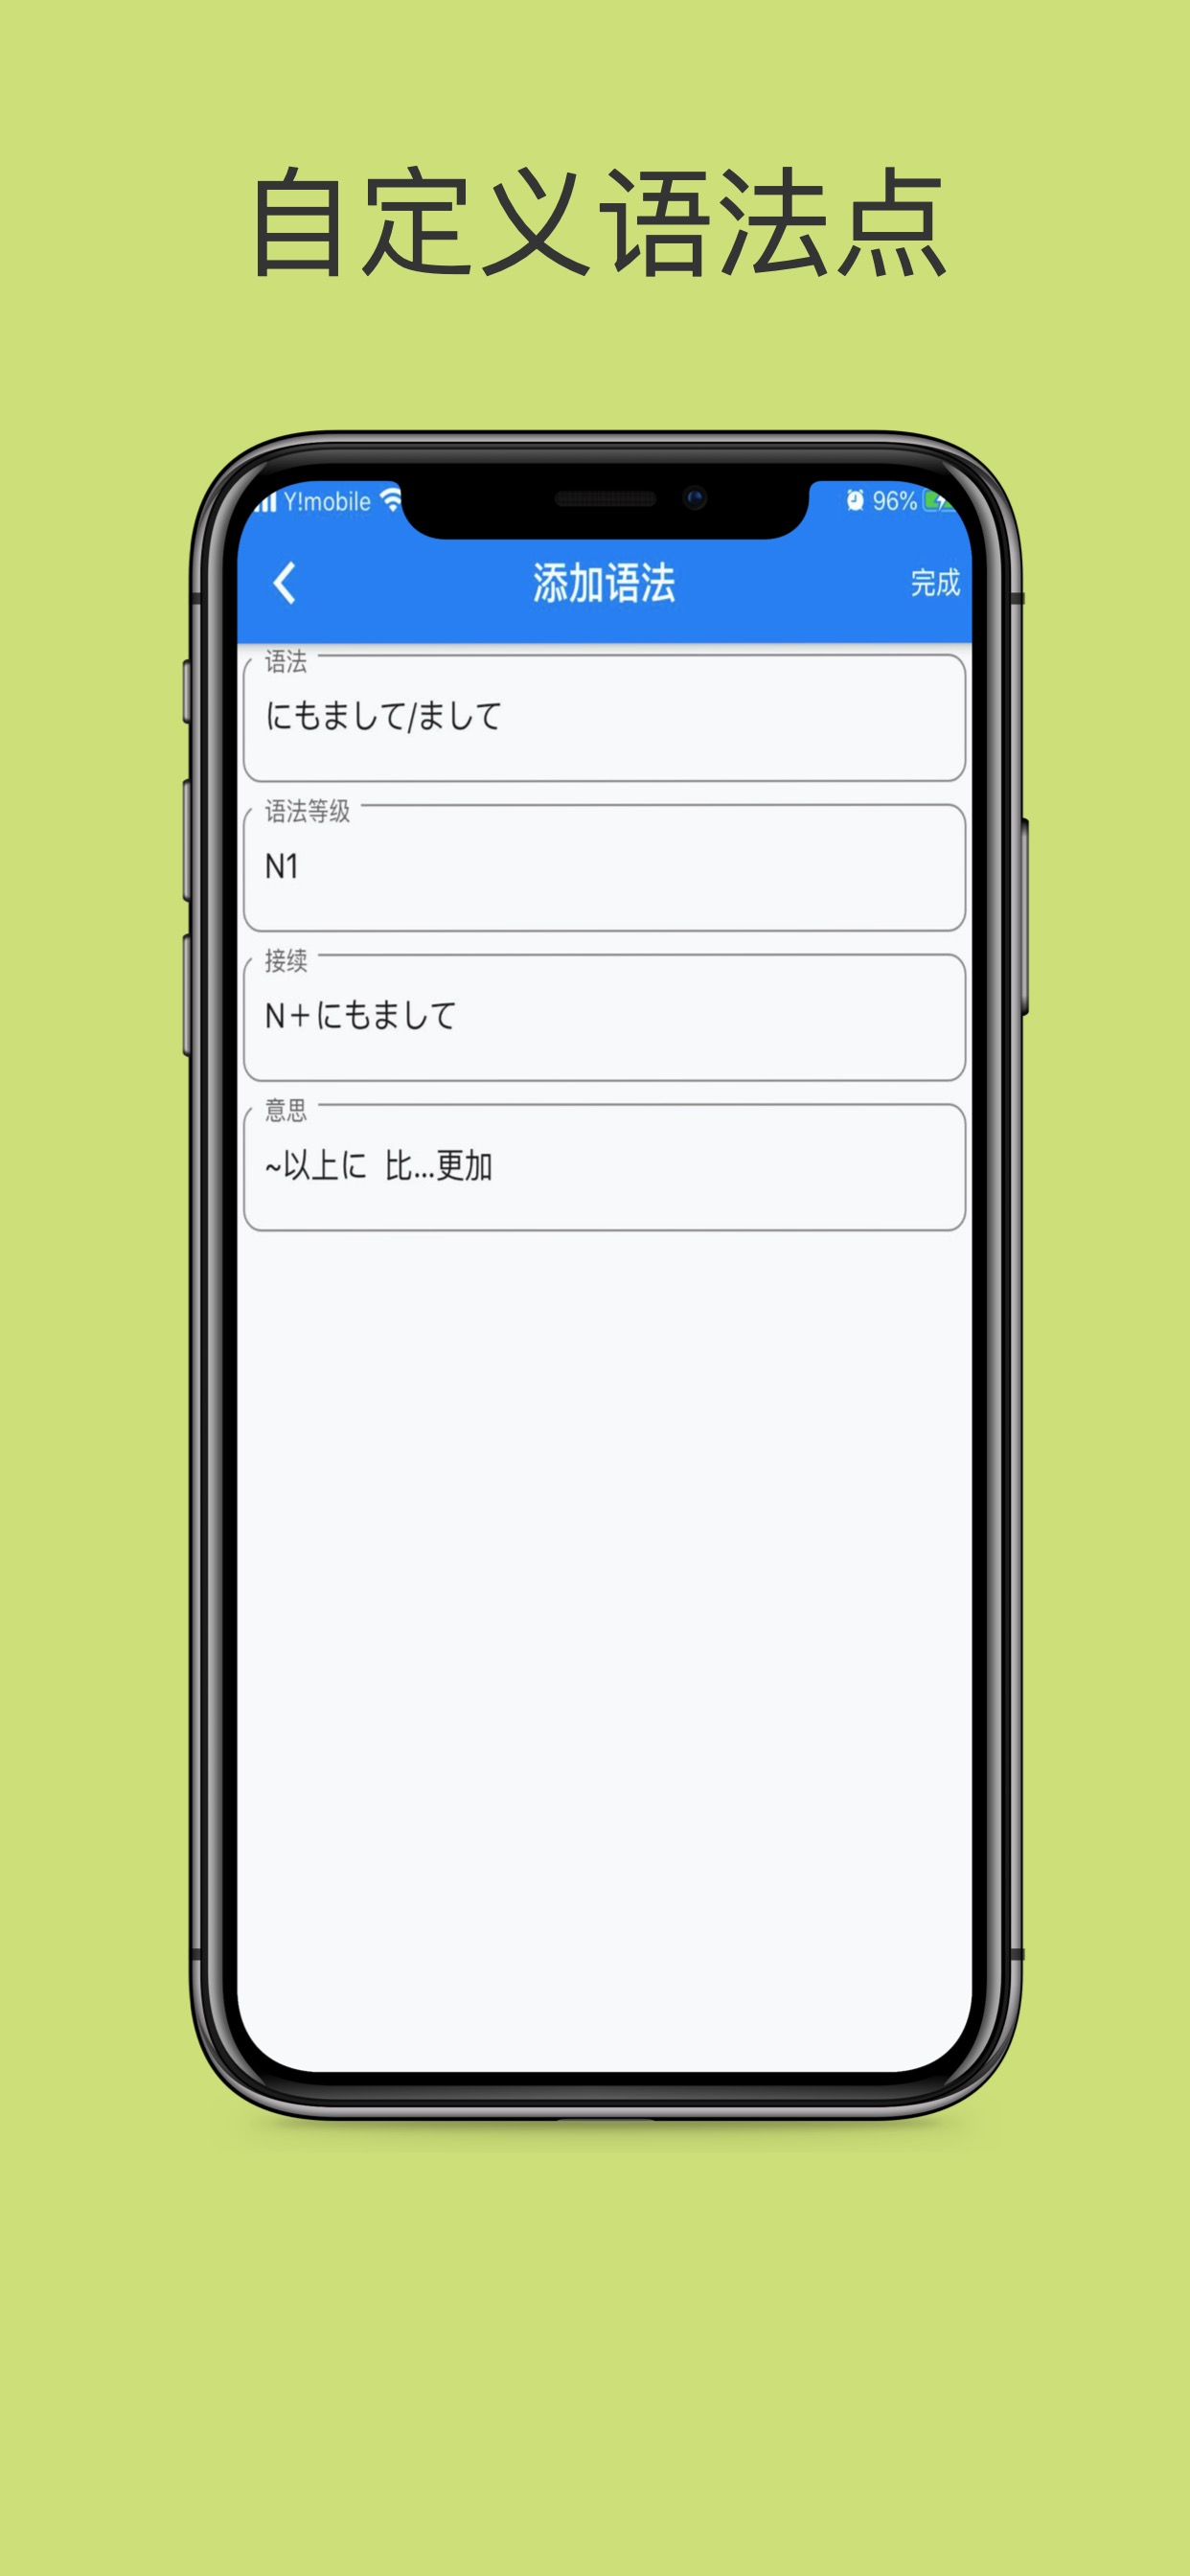 自定义语法点
Y!mobile 96%
添加语法 完成
语法
にもまして/まして
语法等级
N1
接续
N＋にもまして
意思
~以上に 比...更加